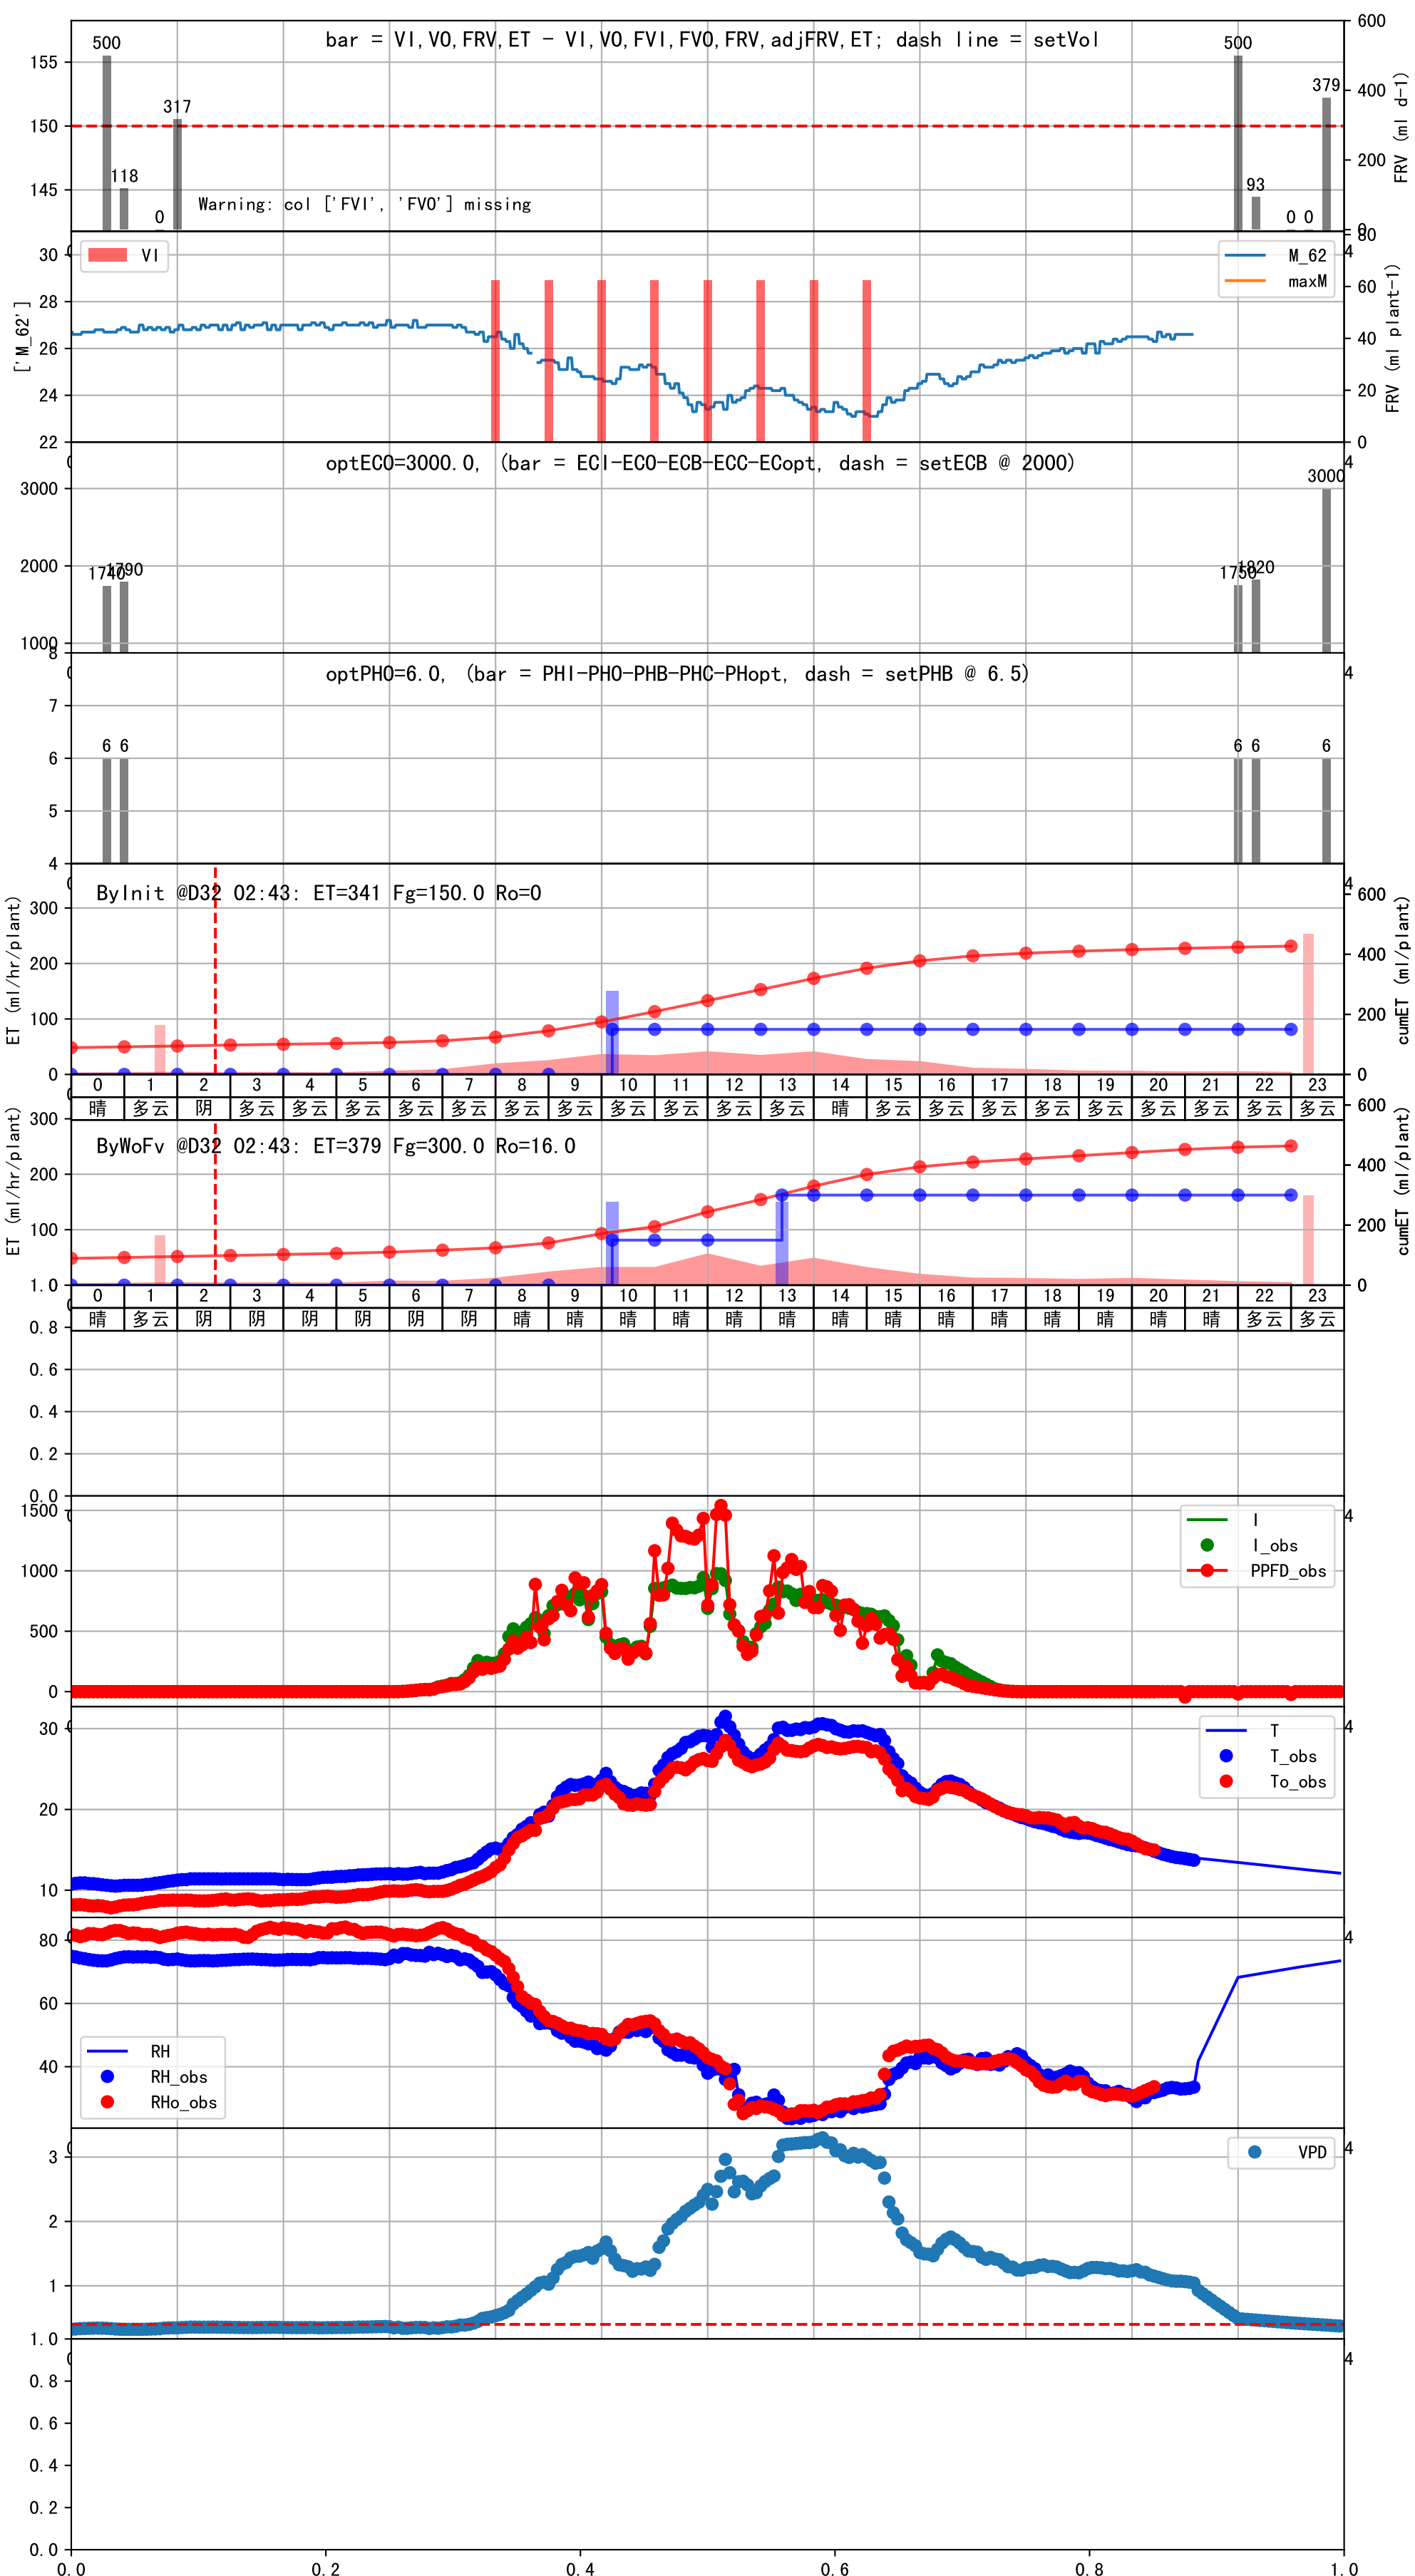 bar = VI,VO,FRV,ET - VI,VO,FVI,FVO,FRV,adjFRV,ET; dash line = setVol
500 118 0 317 500 93 0 0 379
Warning: col ['FVI', 'FVO'] missing
155 150 145
600 400 200 0
FRV (ml d-1)
VI
M_62
maxM
['M_62']
30 28 26 24 22
80 60 40 20 0
FRV (ml plant-1)
optECO=3000.0, (bar = ECI-ECO-ECB-ECC-ECopt, dash = setECB @ 2000)
3000 2000 1000
1740 1790 1750 1820 3000
optPHO=6.0, (bar = PHI-PHO-PHB-PHC-PHopt, dash = setPHB @ 6.5)
8 7 6 5 4
6 6 6 6 6
ByInit @D32 02:43: ET=341 Fg=150.0 Ro=0
ET (ml/hr/plant)
300 200 100 0
cumET (ml/plant)
600 400 200 0
0 1 2 3 4 5 6 7 8 9 10 11 12 13 14 15 16 17 18 19 20 21 22 23
晴 多云 阴 多云 多云 多云 多云 多云 多云 多云 多云 多云 多云 多云 晴 多云 多云 多云 多云 多云 多云 多云 多云 多云
ByWoFv @D32 02:43: ET=379 Fg=300.0 Ro=16.0
ET (ml/hr/plant)
300 200 100
cumET (ml/plant)
600 400 200 0
0 1 2 3 4 5 6 7 8 9 10 11 12 13 14 15 16 17 18 19 20 21 22 23
晴 多云 阴 阴 阴 阴 阴 阴 晴 晴 晴 晴 晴 晴 晴 晴 晴 晴 晴 晴 晴 晴 多云 多云
1.0 0.8 0.6 0.4 0.2 0.0
1500 1000 500 0
I
I_obs
PPFD_obs
30 20 10
T
T_obs
To_obs
80 60 40
RH
RH_obs
RHo_obs
3 2 1
VPD
1.0 0.8 0.6 0.4 0.2 0.0
0.0 0.2 0.4 0.6 0.8 1.0